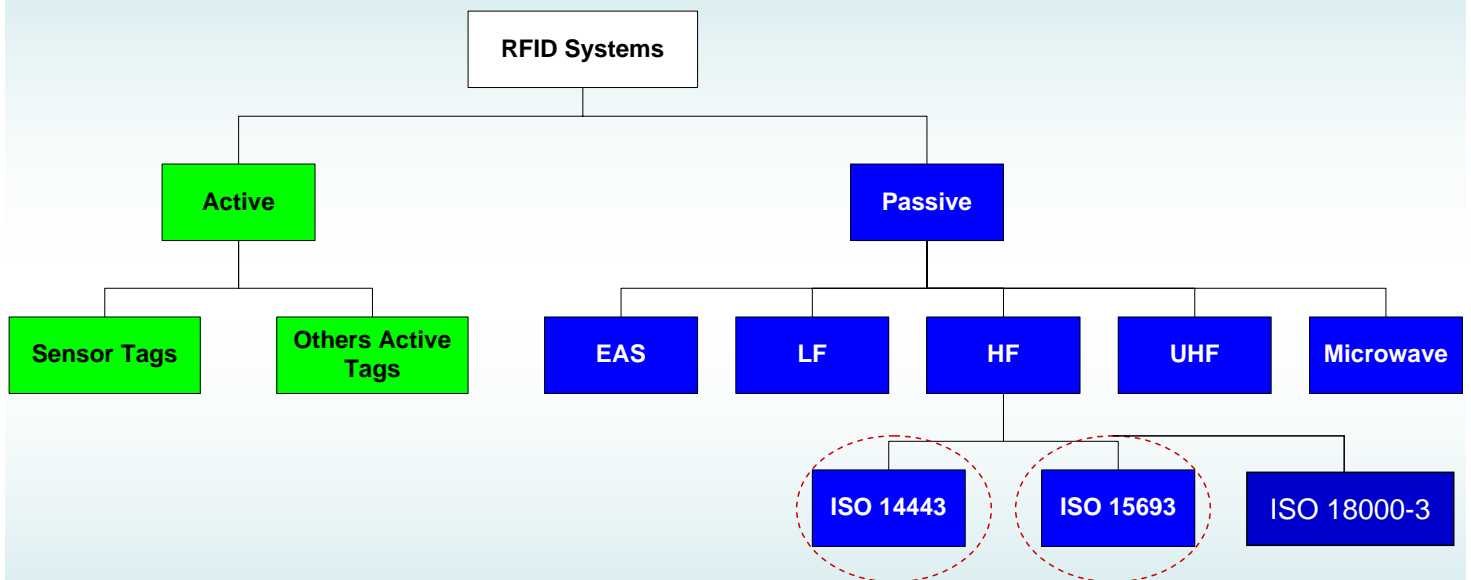 RFID Systems
Active
Passive
Sensor Tags
Others Active
Tags
EAS
LF
HF
UHF
Microwave
ISO 14443
ISO 15693
ISO 18000-3